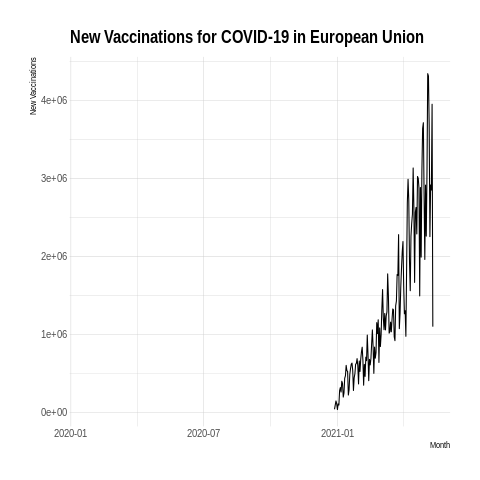 New Vaccinations for COVID-19 in European Union
New Vaccinations
4e+06
3e+06
2e+06
1e+06
0e+00
2020-01 2020-07 2021-01
Month